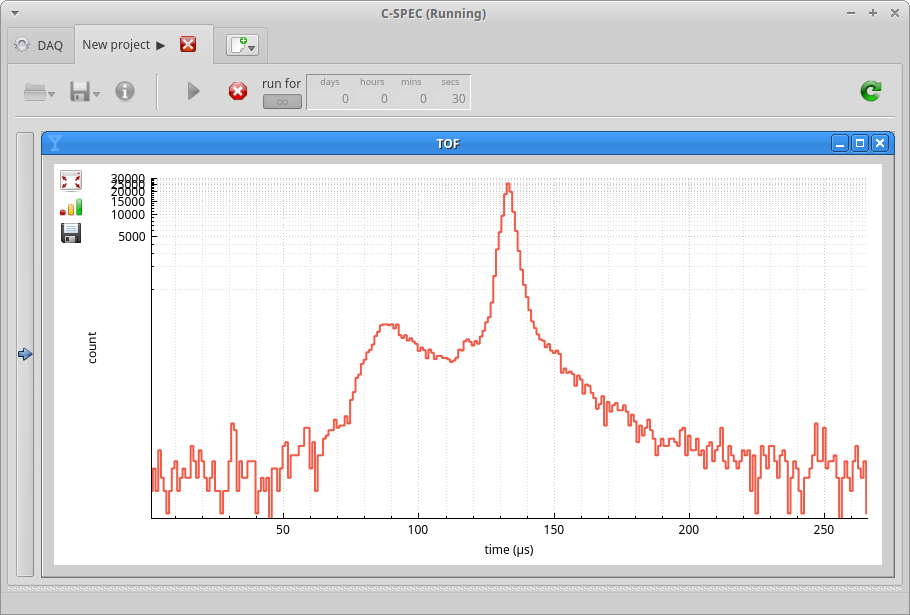 C-SPEC (Running)
DAQ
New project
run for
days hours mins secs
∞
0 0 0 30
TOF
30000
25000
20000
15000
10000
5000
count
50 100 150 200 250
time (µs)